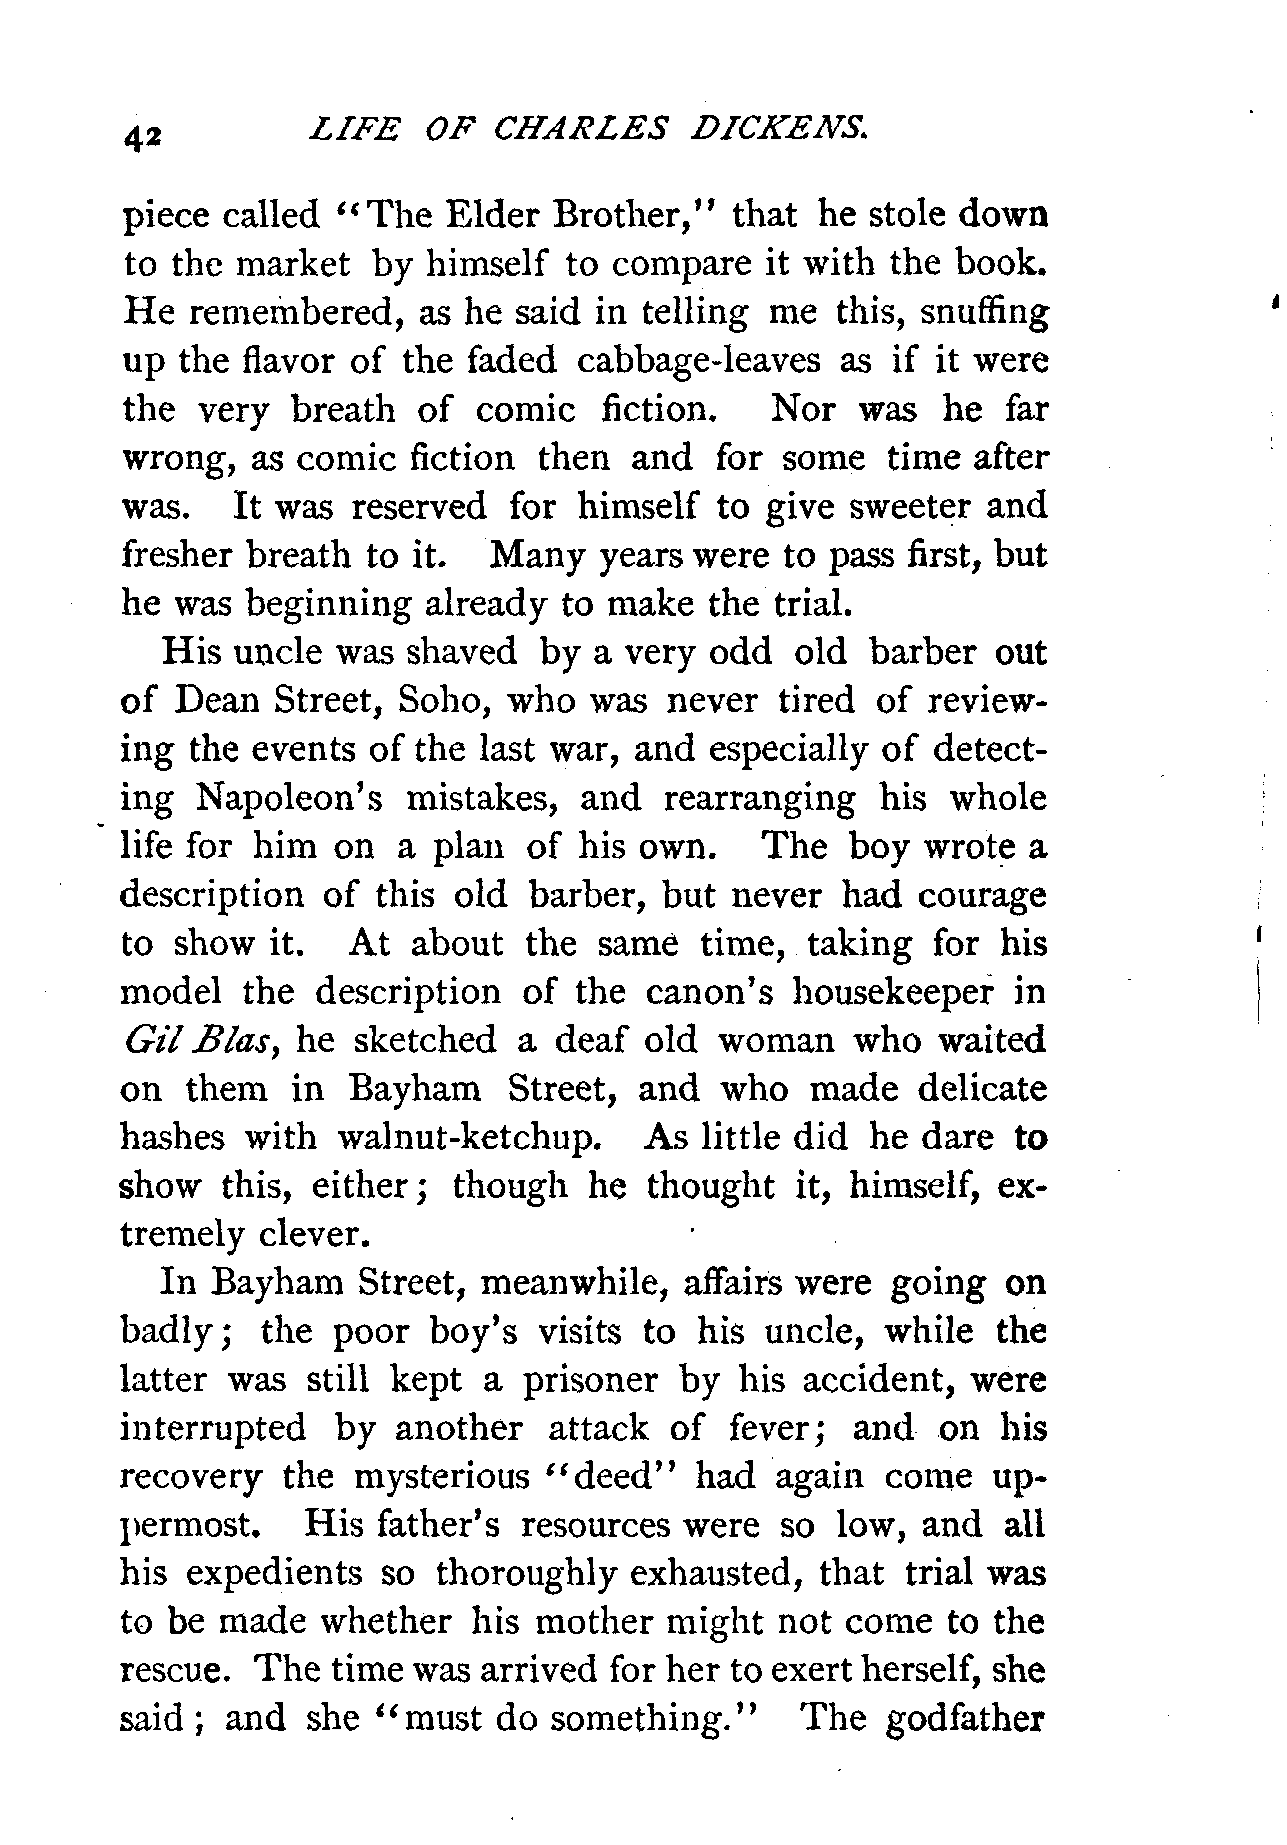 42 LIFE OF CHARLES DICKENS.
piece called “The Elder Brother,” that he stole down
to the market by himself to compare it with the book.
He remembered, as he said in telling me this, snuffing
up the flavor of the faded cabbage-leaves as if it were
the very breath of comic fiction. Nor was he far
wrong, as comic fiction then and for some time after
was. It was reserved for himself to give sweeter and
fresher breath to it. Many years were to pass first, but
he was beginning already to make the trial.
His uncle was shaved by a very odd old barber out
of Dean Street, Soho, who was never tired of review-
ing the events of the last war, and especially of detect-
ing Napoleon's mistakes, and rearranging his whole
life for him on a plan of his own. The boy wrote a
description of this old barber, but never had courage
to show it. At about the same time, taking for his
model the description of the canon's housekeeper in
Gil Blas, he sketched a deaf old woman who waited
on them in Bayham Street, and who made delicate
hashes with walnut-ketchup. As little did he dare to
show this, either; though he thought it, himself, ex-
tremely clever.
In Bayham Street, meanwhile, affairs were going on
badly; the poor boy's visits to his uncle, while the
latter was still kept a prisoner by his accident, were
interrupted by another attack of fever; and on his
recovery the mysterious “deed” had again come up-
permost. His father's resources were so low, and all
his expedients so thoroughly exhausted, that trial was
to be made whether his mother might not come to the
rescue. The time was arrived for her to exert herself, she
said; and she “must do something.” The godfather